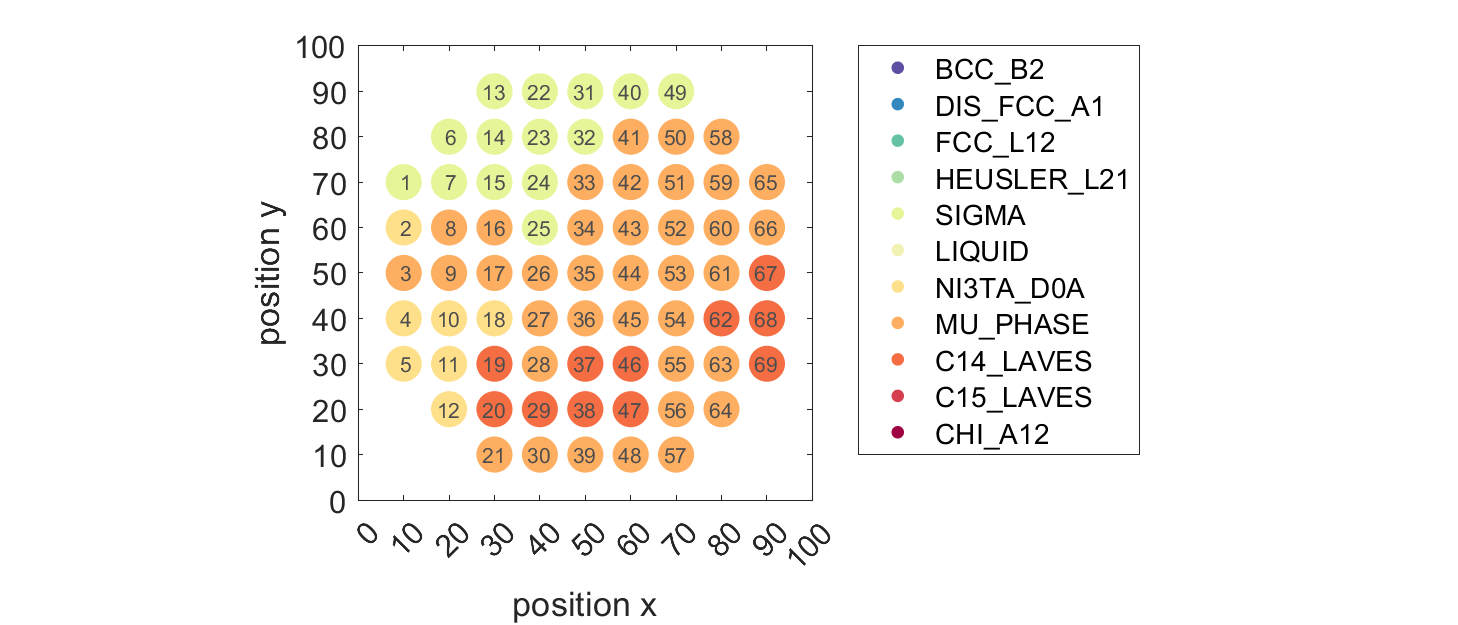 100
90
80
70
60
50
40
30
20
10
0
position y
13 22 31 40 49
6 14 23 32 41 50 58
1 7 15 24 33 42 51 59 65
2 8 16 25 34 43 52 60 66
3 9 17 26 35 44 53 61 67
4 10 18 27 36 45 54 62 68
5 11 19 28 37 46 55 63 69
12 20 29 38 47 56 64
21 30 39 48 57
0 10 20 30 40 50 60 70 80 90 100
position x
BCC_B2
DIS_FCC_A1
FCC_L12
HEUSLER_L21
SIGMA
LIQUID
NI3TA_D0A
MU_PHASE
C14_LAVES
C15_LAVES
CHI_A12